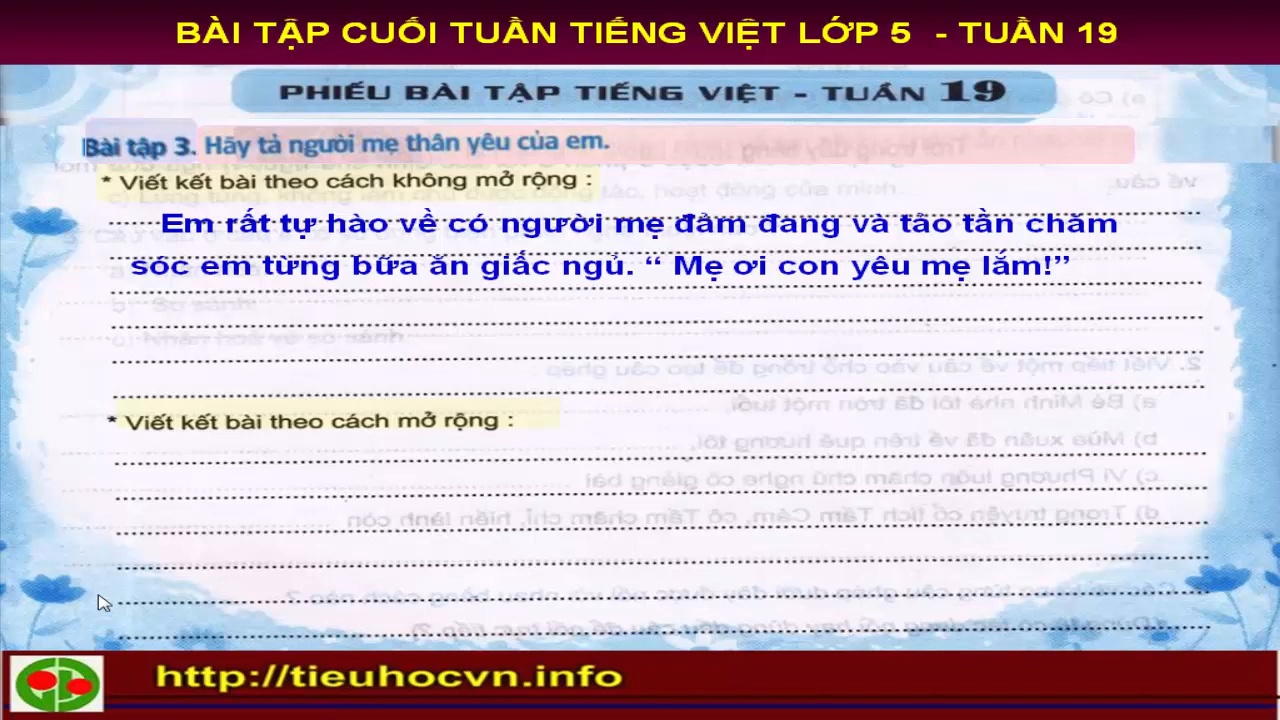 BÀI TẬP CUỐI TUẦN TIẾNG VIỆT LỚP 5 - TUẦN 19
PHIẾU BÀI TẬP TIẾNG VIỆT - TUẦN 19
Bài tập 3. Hãy tả người mẹ thân yêu của em.
* Viết kết bài theo cách không mở rộng :
Em rất tự hào về có người mẹ đảm đang và tảo tần chăm
sóc em từng bữa ăn giấc ngủ. “ Mẹ ơi con yêu mẹ lắm!”
* Viết kết bài theo cách mở rộng :
http://tieuhocvn.info